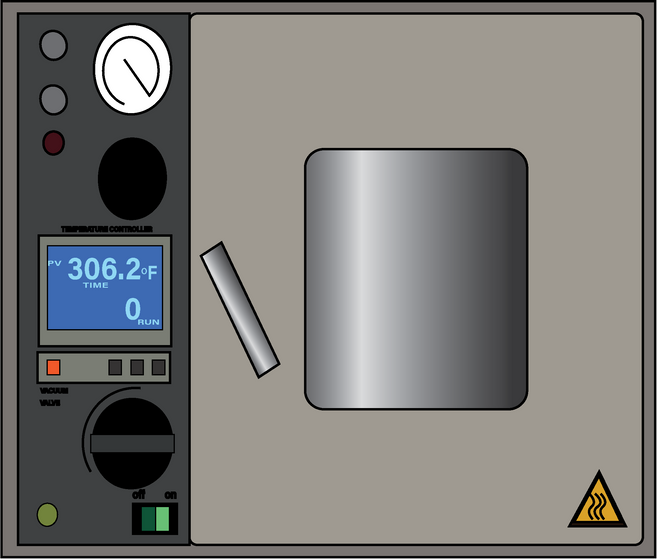 TEMPERATURE CONTROLLER
PV 306.2°F
TIME
0
RUN
VACUUM
VALVE
off on